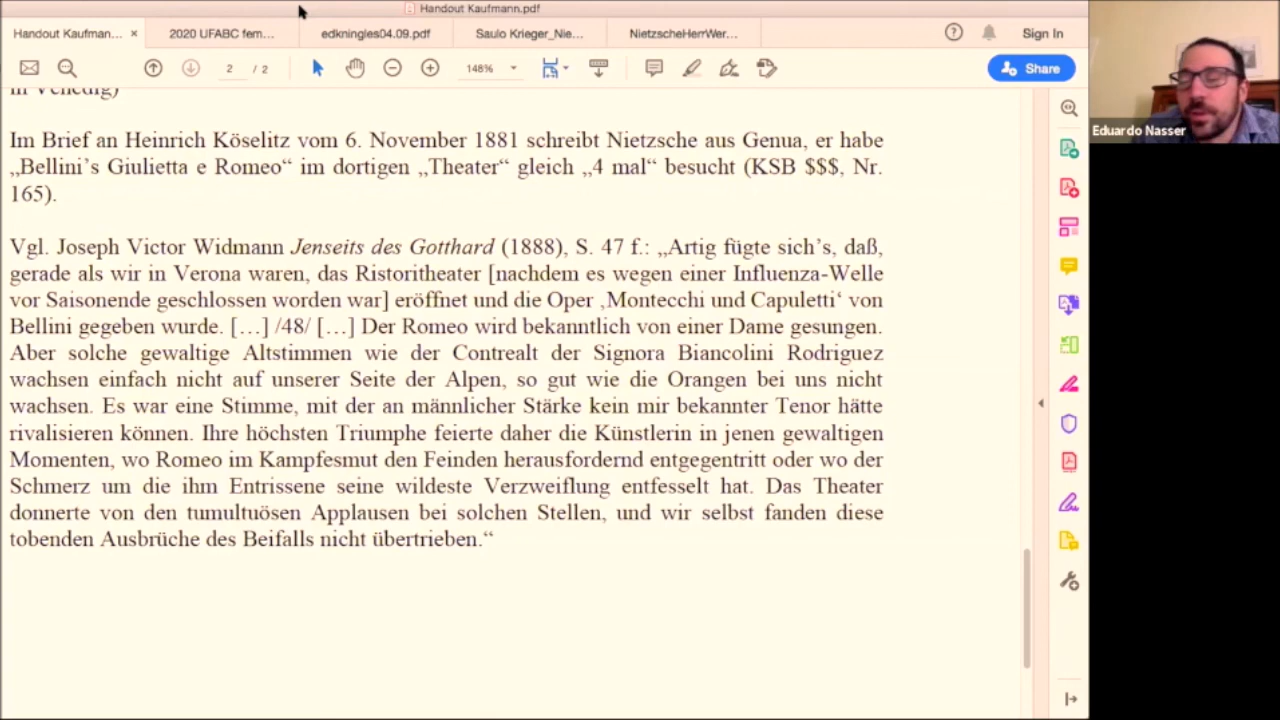 Handout Kaufmann.pdf
Handout Kaufman... ×
2020 UFABC fem...
edkningles04.09.pdf
Saulo Krieger_Nie...
NietzscheHerrWer...
Sign In
2 / 2
148%
Share
Eduardo Nasser
in Venedig)
Im Brief an Heinrich Köselitz vom 6. November 1881 schreibt Nietzsche aus Genua, er habe
„Bellini’s Giulietta e Romeo“ im dortigen „Theater“ gleich „4 mal“ besucht (KSB $$$, Nr.
165).
Vgl. Joseph Victor Widmann Jenseits des Gotthard (1888), S. 47 f.: „Artig fügte sich’s, daß,
gerade als wir in Verona waren, das Ristoritheater [nachdem es wegen einer Influenza-Welle
vor Saisonende geschlossen worden war] eröffnet und die Oper ‚Montecchi und Capuletti‘ von
Bellini gegeben wurde. […] /48/ […] Der Romeo wird bekanntlich von einer Dame gesungen.
Aber solche gewaltige Altstimmen wie der Contrealt der Signora Biancolini Rodriguez
wachsen einfach nicht auf unserer Seite der Alpen, so gut wie die Orangen bei uns nicht
wachsen. Es war eine Stimme, mit der an männlicher Stärke kein mir bekannter Tenor hätte
rivalisieren können. Ihre höchsten Triumphe feierte daher die Künstlerin in jenen gewaltigen
Momenten, wo Romeo im Kampfesmut den Feinden herausfordernd entgegentritt oder wo der
Schmerz um die ihm Entrissene seine wildeste Verzweiflung entfesselt hat. Das Theater
donnerte von den tumultuösen Applausen bei solchen Stellen, und wir selbst fanden diese
tobenden Ausbrüche des Beifalls nicht übertrieben.“